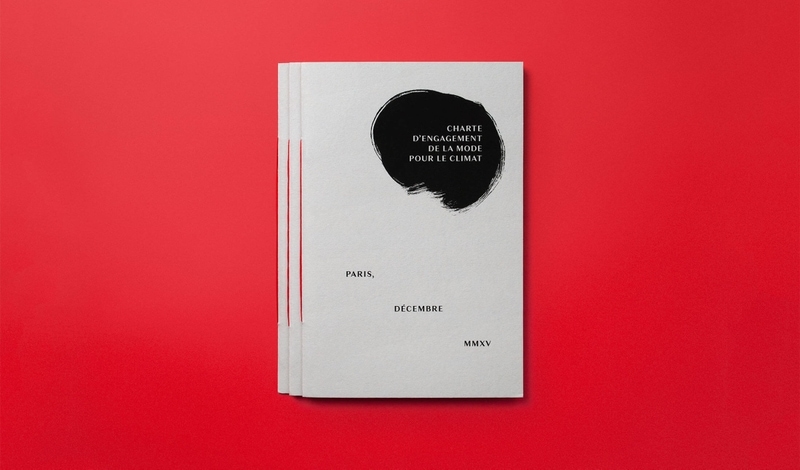 CHARTE
D'ENGAGEMENT
DE LA MODE
POUR LE CLIMAT
PARIS,
DÉCEMBRE
MMXV